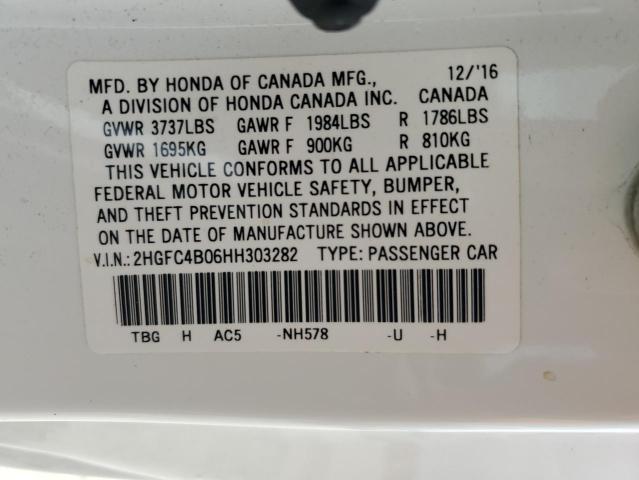 MFD. BY HONDA OF CANADA MFG., 12/'16
A DIVISION OF HONDA CANADA INC. CANADA
GVWR 3737LBS GAWR F 1984LBS R 1786LBS
GVWR 1695KG GAWR F 900KG R 810KG
THIS VEHICLE CONFORMS TO ALL APPLICABLE
FEDERAL MOTOR VEHICLE SAFETY, BUMPER,
AND THEFT PREVENTION STANDARDS IN EFFECT
ON THE DATE OF MANUFACTURE SHOWN ABOVE.
V.I.N.: 2HGFC4B06HH303282 TYPE: PASSENGER CAR
TBG H AC5 -NH578 -U -H